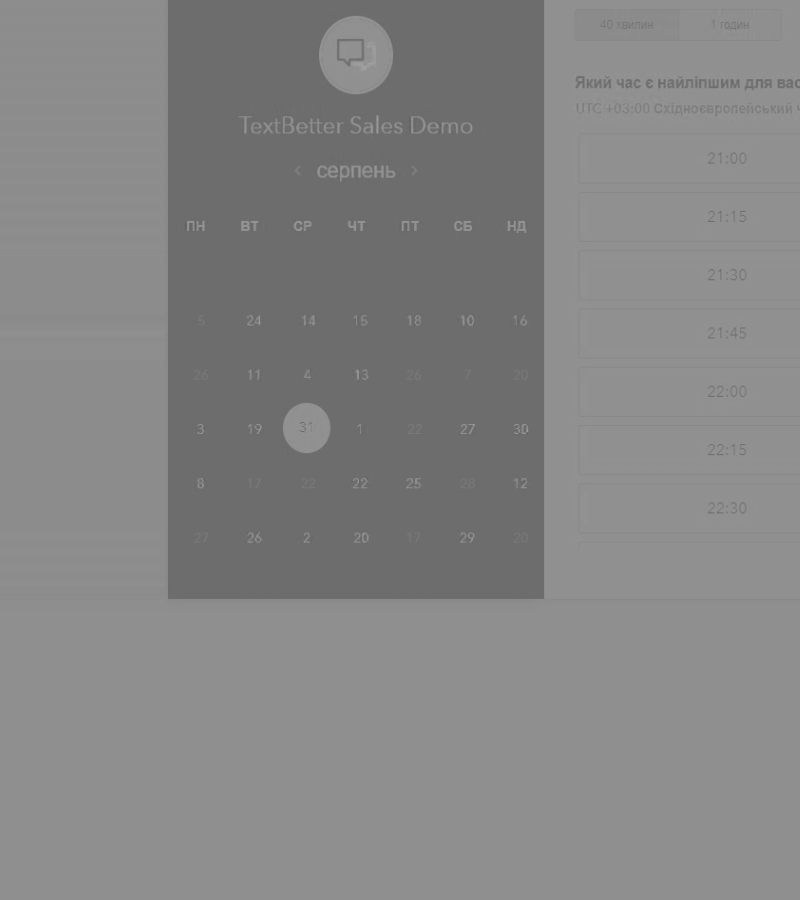 TextBetter Sales Demo
‹ серпень ›
ПН ВТ СР ЧТ ПТ СБ НД
5 24 14 15 18 10 16
26 11 4 13 26 7 20
3 19 31 1 22 27 30
8 17 22 22 25 28 12
27 26 2 20 17 29 20
40 хвилин 1 годин
Який час є найліпшим для вас
UTC +03:00 Східноєвропейський ч
21:00
21:15
21:30
21:45
22:00
22:15
22:30